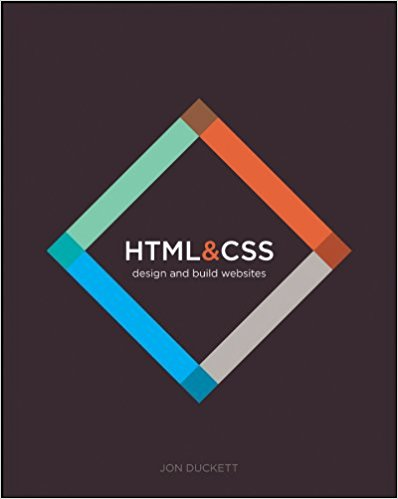 HTML&CSS
design and build websites
JON DUCKETT